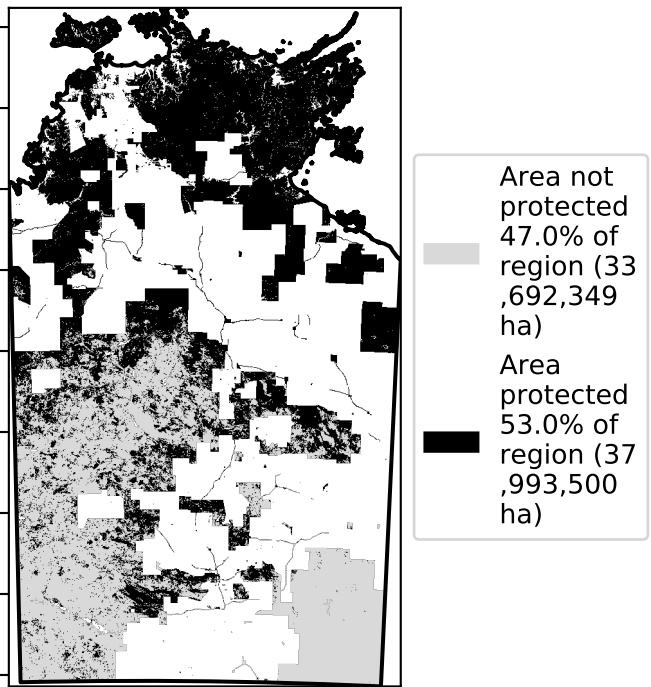 Area not
protected
47.0% of
region (33
,692,349
ha)
Area
protected
53.0% of
region (37
,993,500
ha)